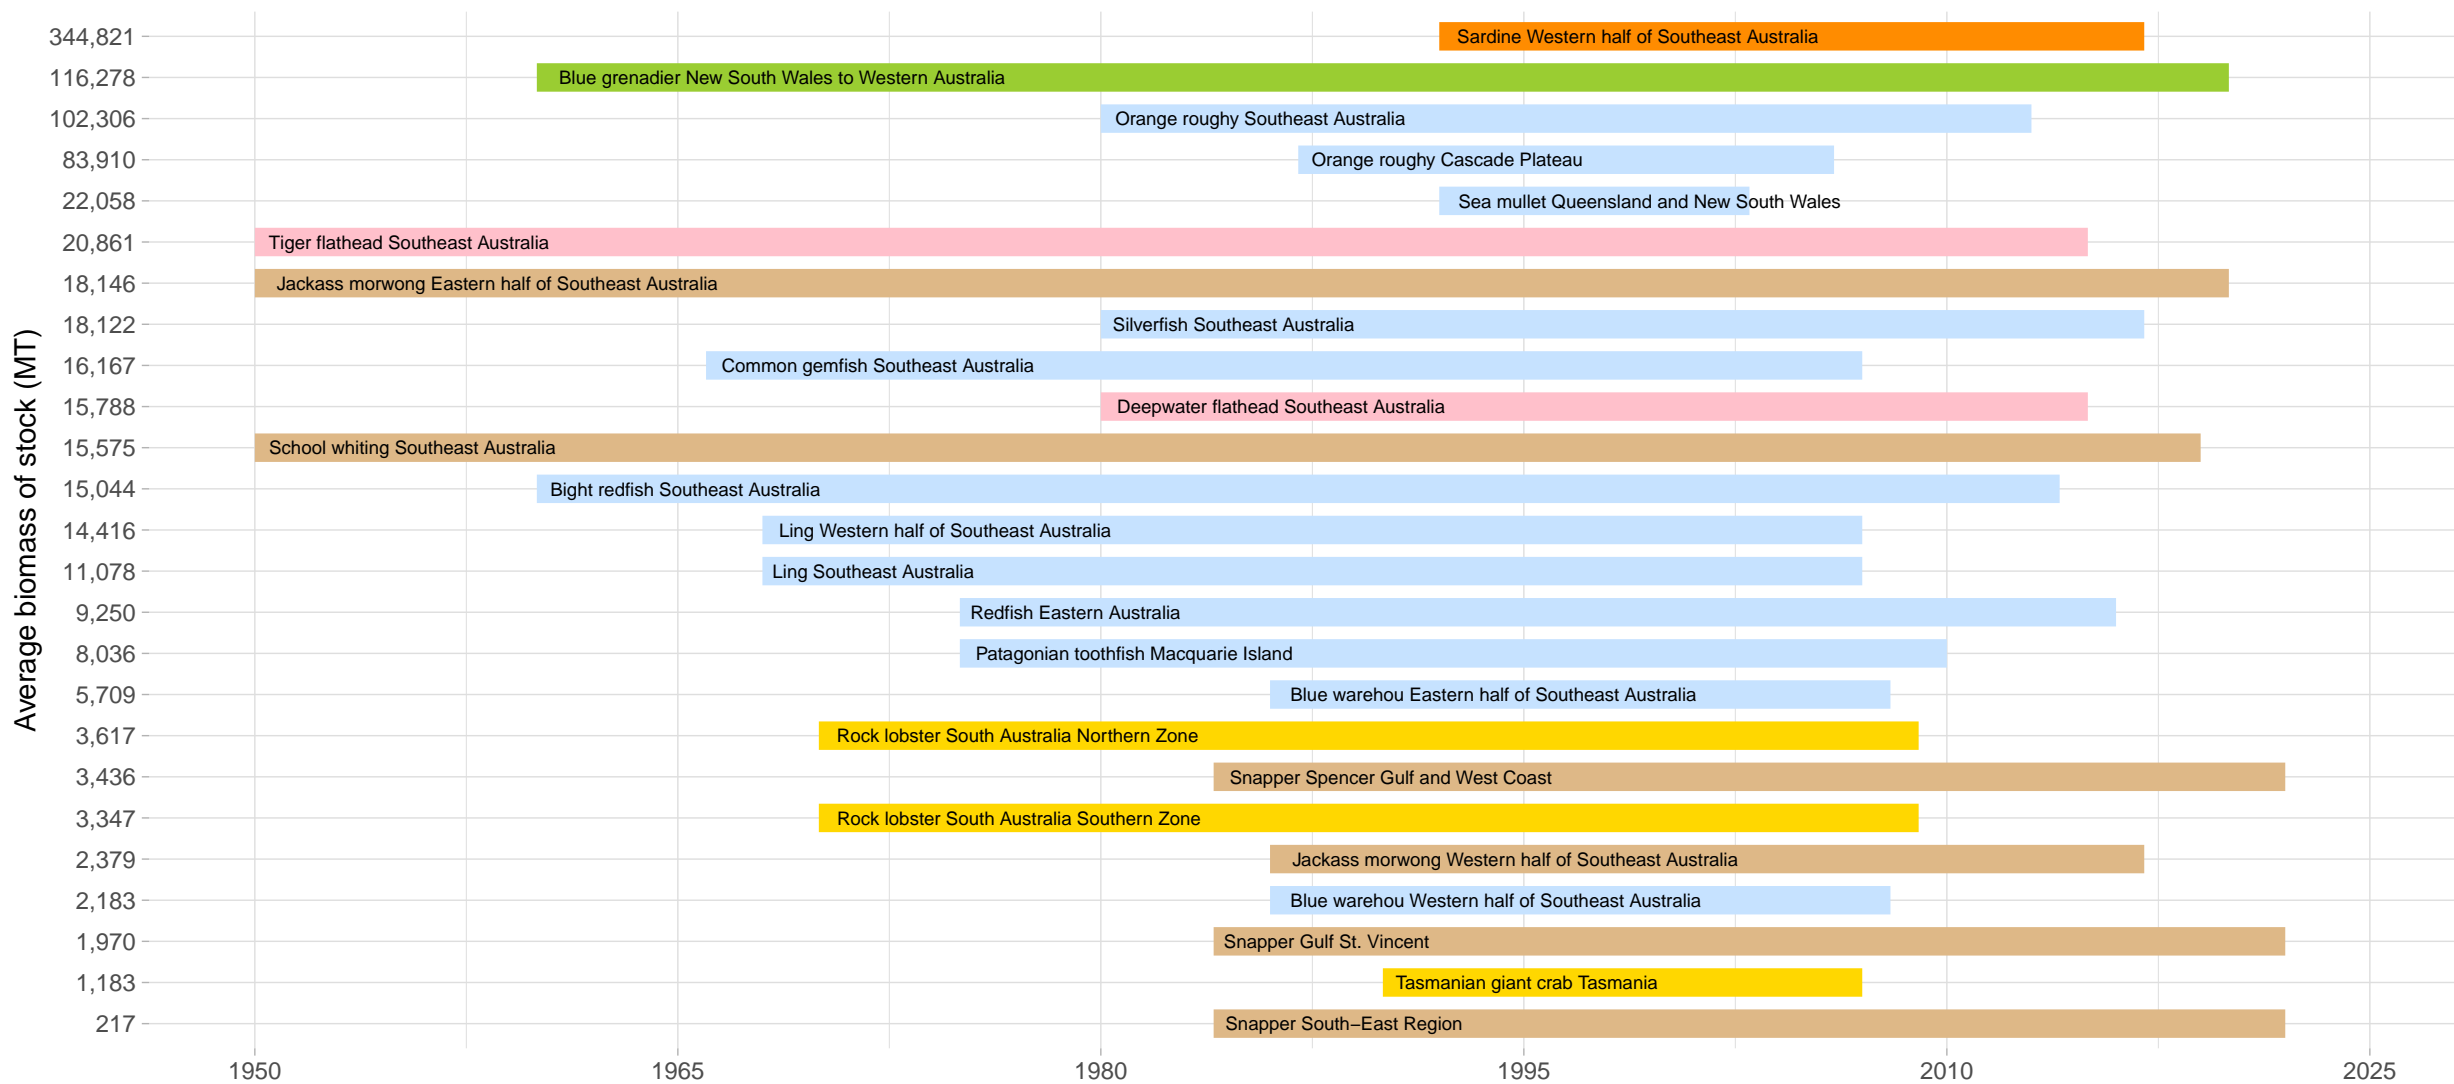 344,821 Sardine Western half of Southeast Australia
116,278 Blue grenadier New South Wales to Western Australia
102,306 Orange roughy Southeast Australia
83,910 Orange roughy Cascade Plateau
22,058 Sea mullet Queensland and New South Wales
20,861 Tiger flathead Southeast Australia
18,146 Jackass morwong Eastern half of Southeast Australia
18,122 Silverfish Southeast Australia
16,167 Common gemfish Southeast Australia
15,788 Deepwater flathead Southeast Australia
15,575 School whiting Southeast Australia
15,044 Bight redfish Southeast Australia
14,416 Ling Western half of Southeast Australia
11,078 Ling Southeast Australia
9,250 Redfish Eastern Australia
8,036 Patagonian toothfish Macquarie Island
5,709 Blue warehou Eastern half of Southeast Australia
3,617 Rock lobster South Australia Northern Zone
3,436 Snapper Spencer Gulf and West Coast
3,347 Rock lobster South Australia Southern Zone
2,379 Jackass morwong Western half of Southeast Australia
2,183 Blue warehou Western half of Southeast Australia
1,970 Snapper Gulf St. Vincent
1,183 Tasmanian giant crab Tasmania
217 Snapper South−East Region
1950 1965 1980 1995 2010 2025
Average biomass of stock (MT)